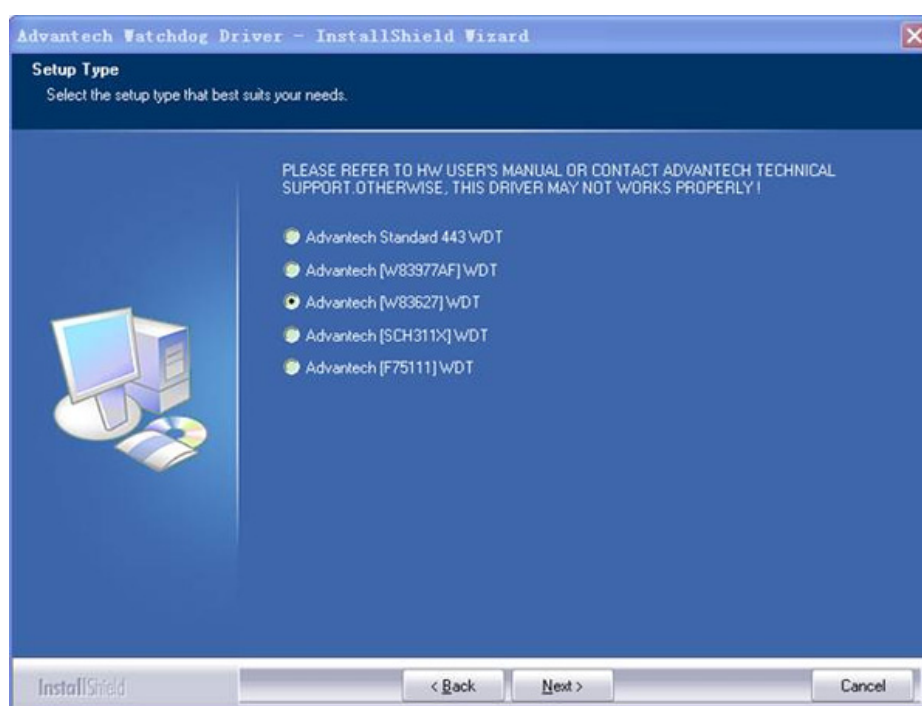 Advantech Watchdog Driver - InstallShield Wizard
Setup Type
Select the setup type that best suits your needs.
PLEASE REFER TO HW USER'S MANUAL OR CONTACT ADVANTECH TECHNICAL
SUPPORT.OTHERWISE, THIS DRIVER MAY NOT WORKS PROPERLY !
Advantech Standard 443 WDT
Advantech [W83977AF] WDT
Advantech [W83627] WDT
Advantech [SCH311X] WDT
Advantech [F75111] WDT
InstallShield
< Back
Next >
Cancel